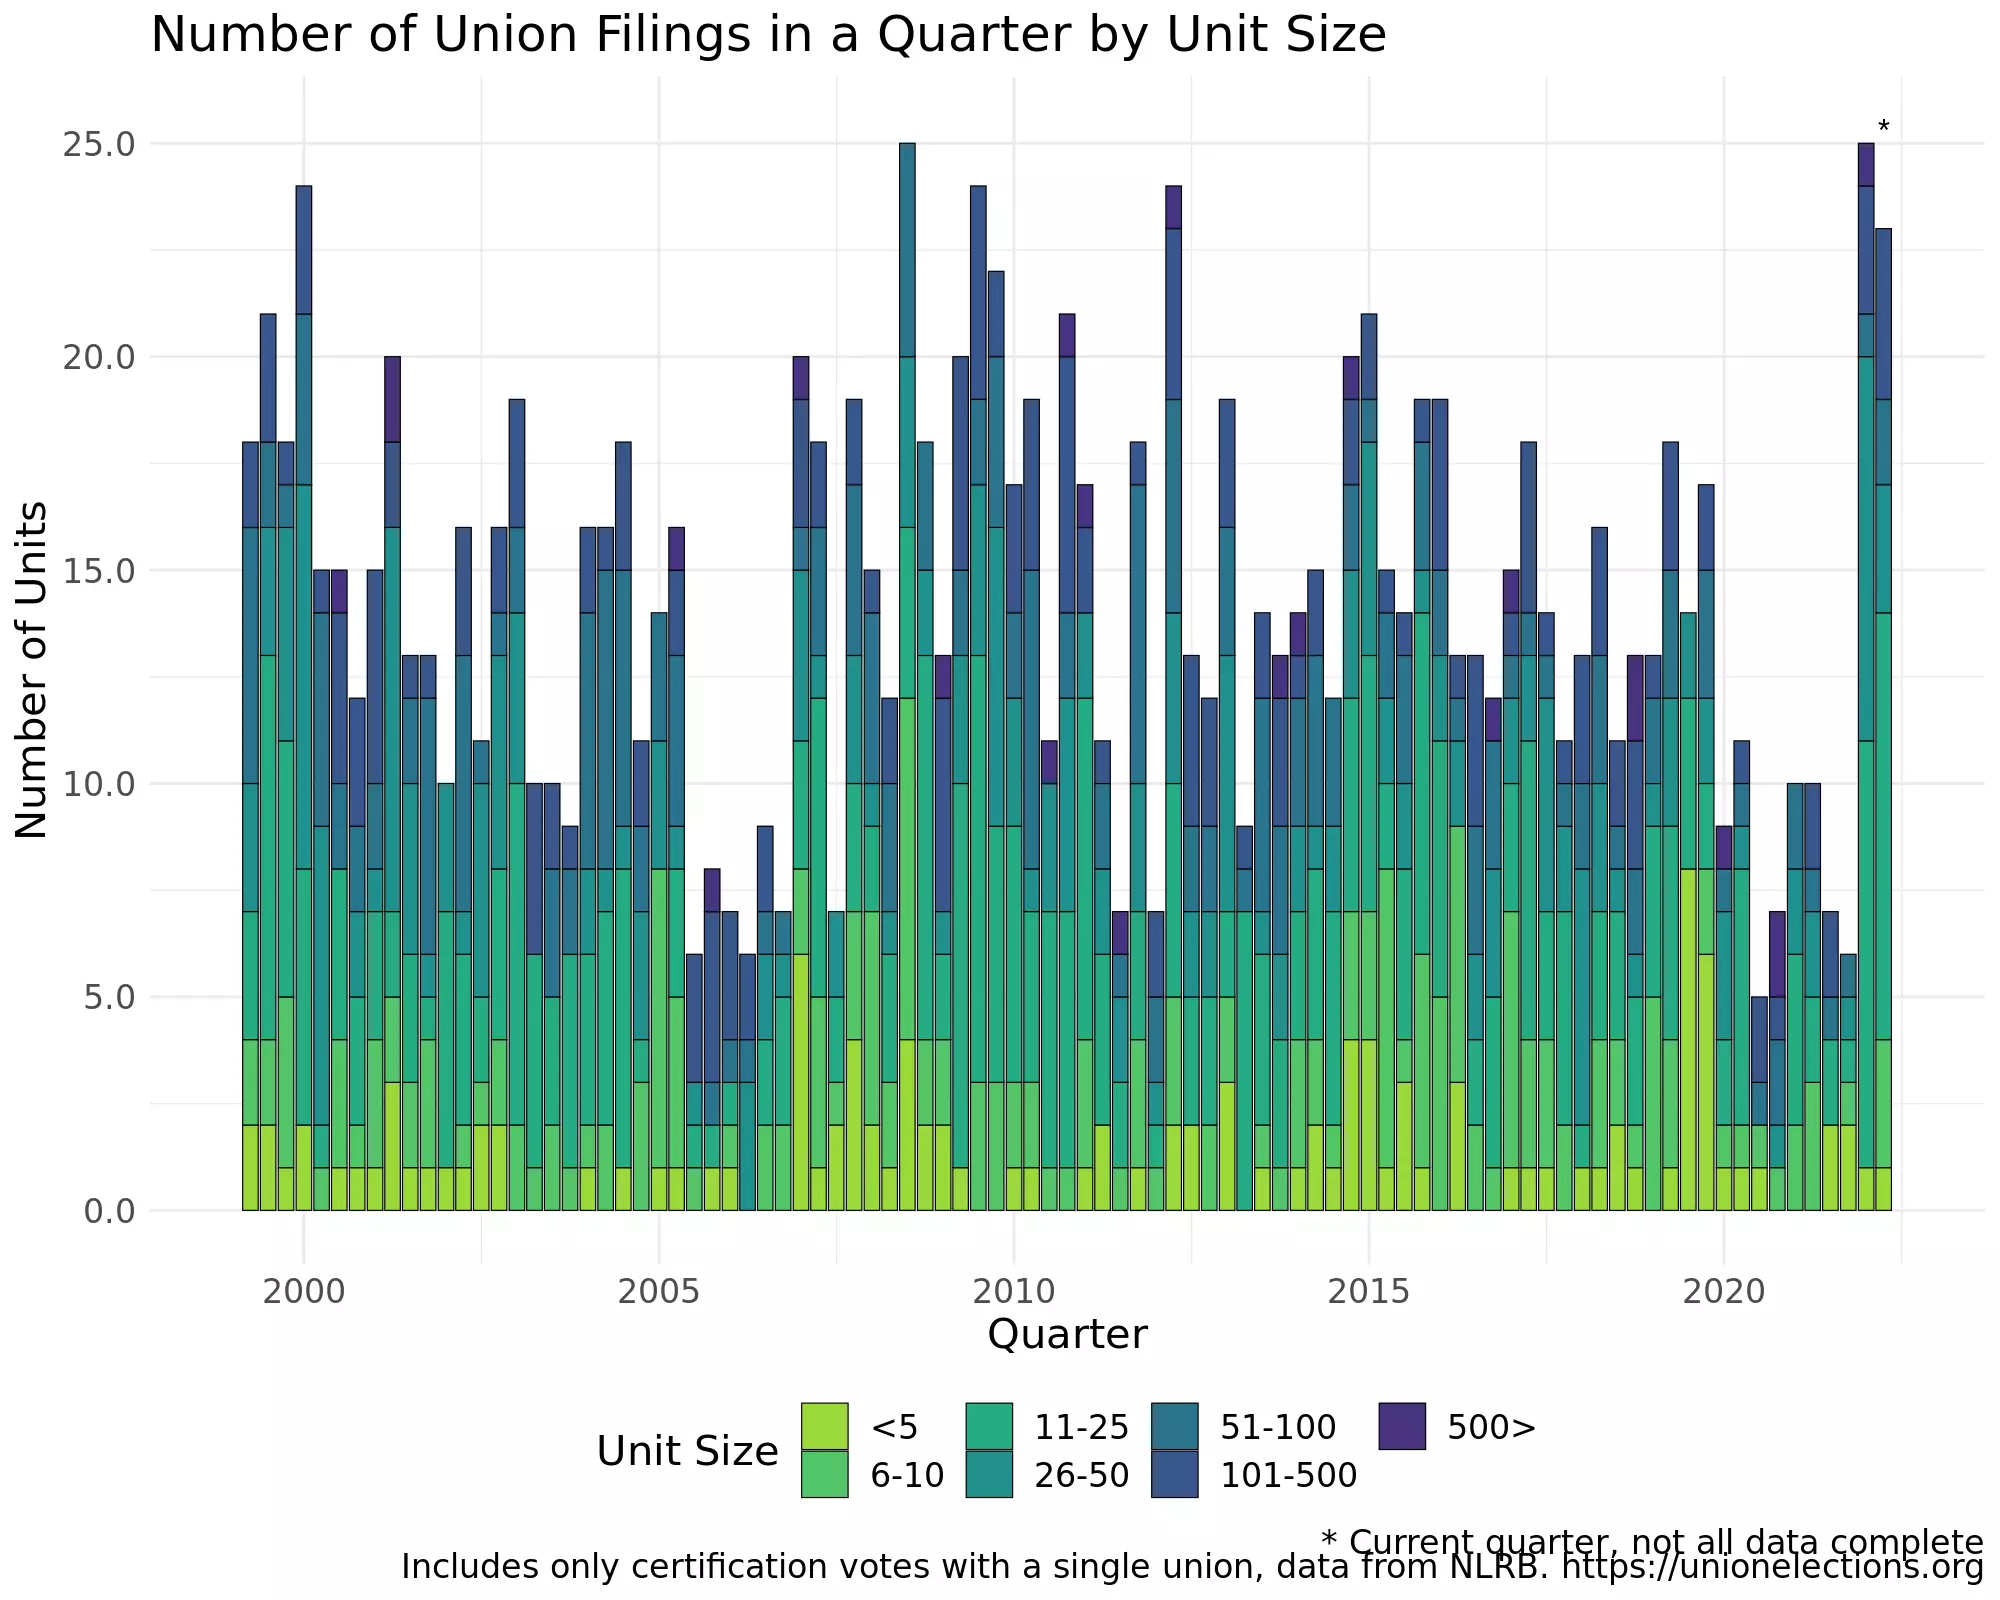 Number of Union Filings in a Quarter by Unit Size
*
25.0
20.0
15.0
10.0
5.0
0.0
Number of Units
2000 2005 2010 2015 2020
Quarter
Unit Size
<5 11-25 51-100 500>
6-10 26-50 101-500
* Current quarter, not all data complete
Includes only certification votes with a single union, data from NLRB. https://unionelections.org